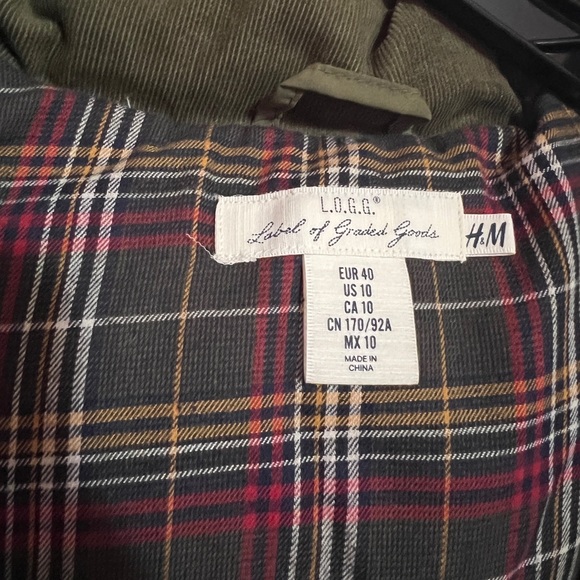 L.O.G.G.®
Label of Graded Goods
H&M
EUR 40
US 10
CA 10
CN 170/92A
MX 10
MADE IN
CHINA